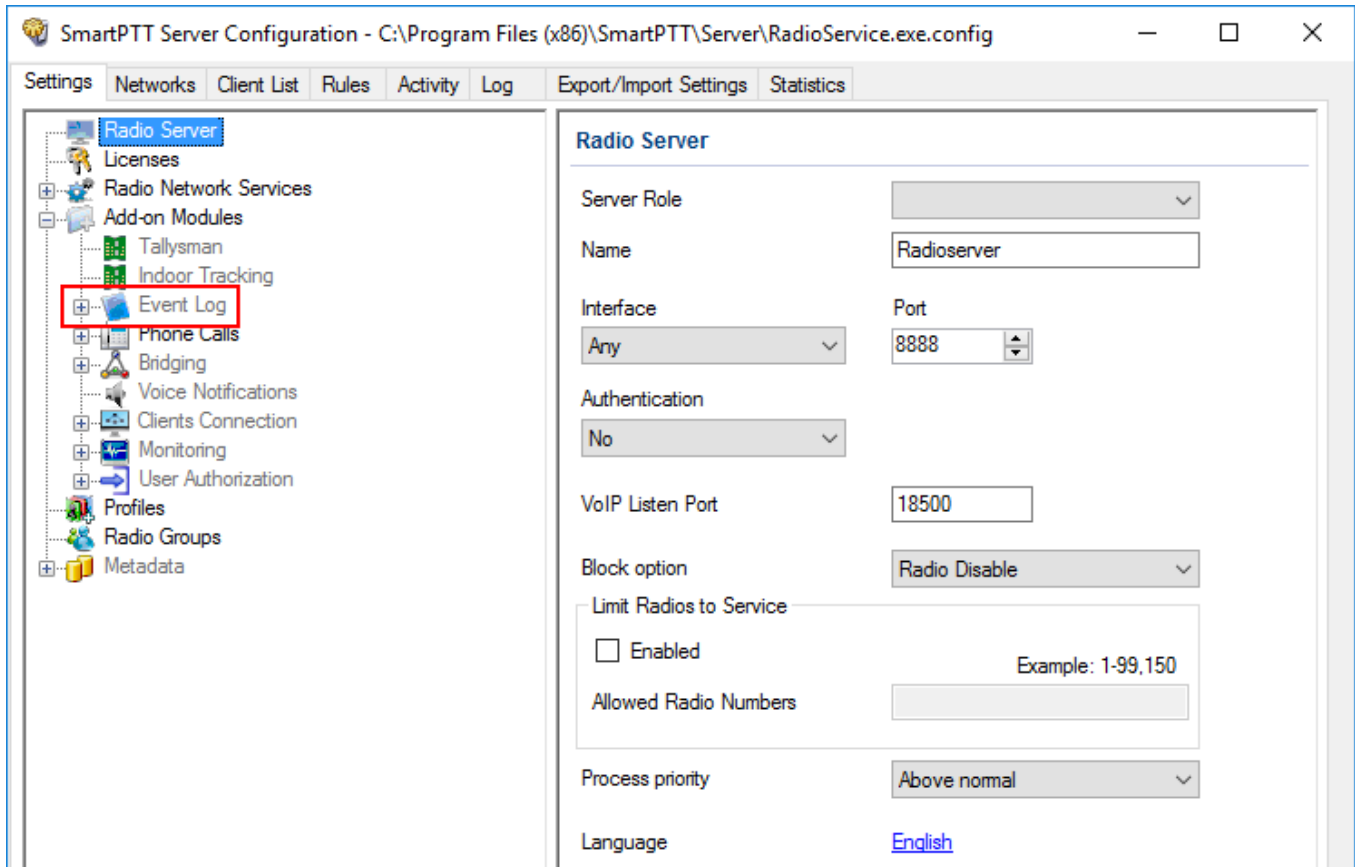 SmartPTT Server Configuration - C:\Program Files (x86)\SmartPTT\Server\RadioService.exe.config
Settings Networks Client List Rules Activity Log Export/Import Settings Statistics
Radio Server
Licenses
Radio Network Services
Add-on Modules
Tallysman
Indoor Tracking
Event Log
Phone Calls
Bridging
Voice Notifications
Clients Connection
Monitoring
User Authorization
Profiles
Radio Groups
Metadata
Radio Server
Server Role
Name Radioserver
Interface Port
Any 8888
Authentication
No
VoIP Listen Port 18500
Block option Radio Disable
Limit Radios to Service
Enabled
Example: 1-99,150
Allowed Radio Numbers
Process priority Above normal
Language English